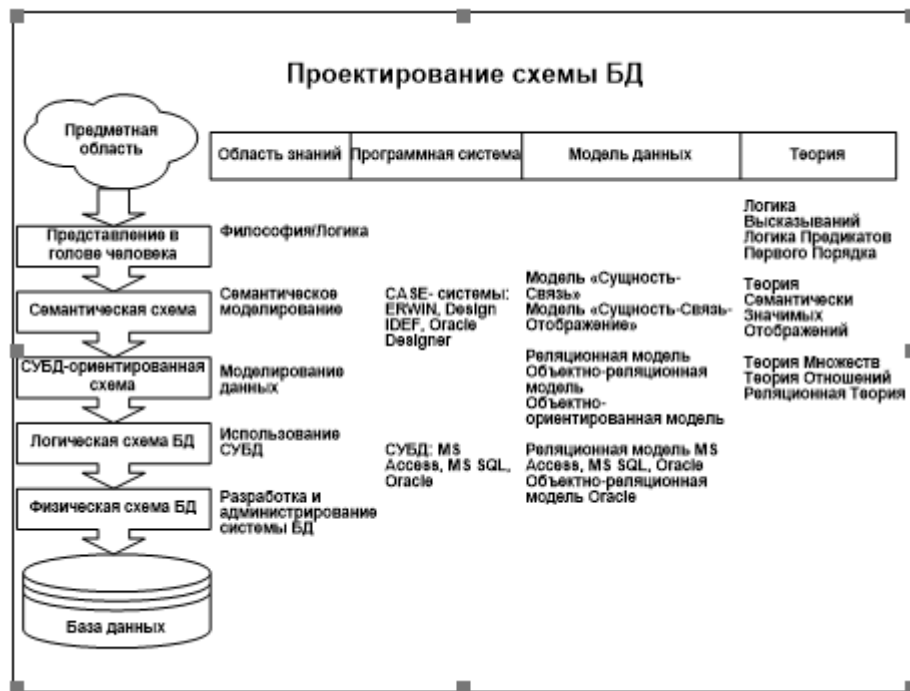 Проектирование схемы БД
Предметная
область
Область знаний
Программная система
Модель данных
Теория
Представление в
голове человека
Философия/Логика
Логика
Высказываний
Логика Предикатов
Первого Порядка
Семантическая схема
Семантическое
моделирование
CASE- системы:
ERWIN, Design
IDEF, Oracle
Designer
Модель «Сущность-
Связь»
Модель «Сущность-Связь-
Отображение»
Теория
Семантически
Значимых
Отображений
СУБД-ориентированная
схема
Моделирование
данных
Реляционная модель
Объектно-реляционная
модель
Объектно-
ориентированная модель
Теория Множеств
Теория Отношений
Реляционная Теория
Логическая схема БД
Использование
СУБД
СУБД: MS
Access, MS SQL,
Oracle
Реляционная модель MS
Access, MS SQL, Oracle
Объектно-реляционная
модель Oracle
Физическая схема БД
Разработка и
администрирование
системы БД
База данных